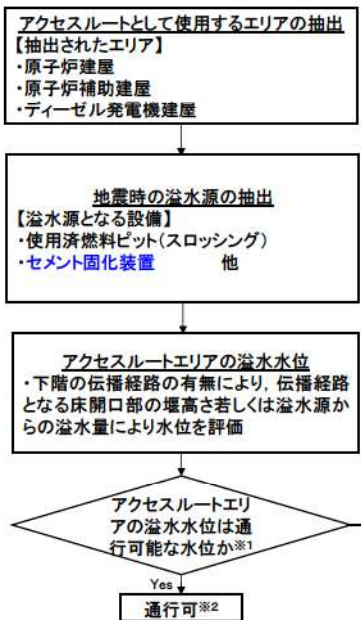 アクセスルートとして使用するエリアの抽出
【抽出されたエリア】
・原子炉建屋
・原子炉補助建屋
・ディーゼル発電機建屋
地震時の溢水源の抽出
【溢水源となる設備】
・使用済燃料ピット(スロッシング)
・セメント固化装置 他
アクセスルートエリアの溢水水位
・下階の伝播経路の有無により，伝播経路
となる床開口部の堰高さ若しくは溢水源か
らの溢水量により水位を評価
アクセスルートエリ
アの溢水水位は通
行可能な水位か※1
Yes
通行可※2